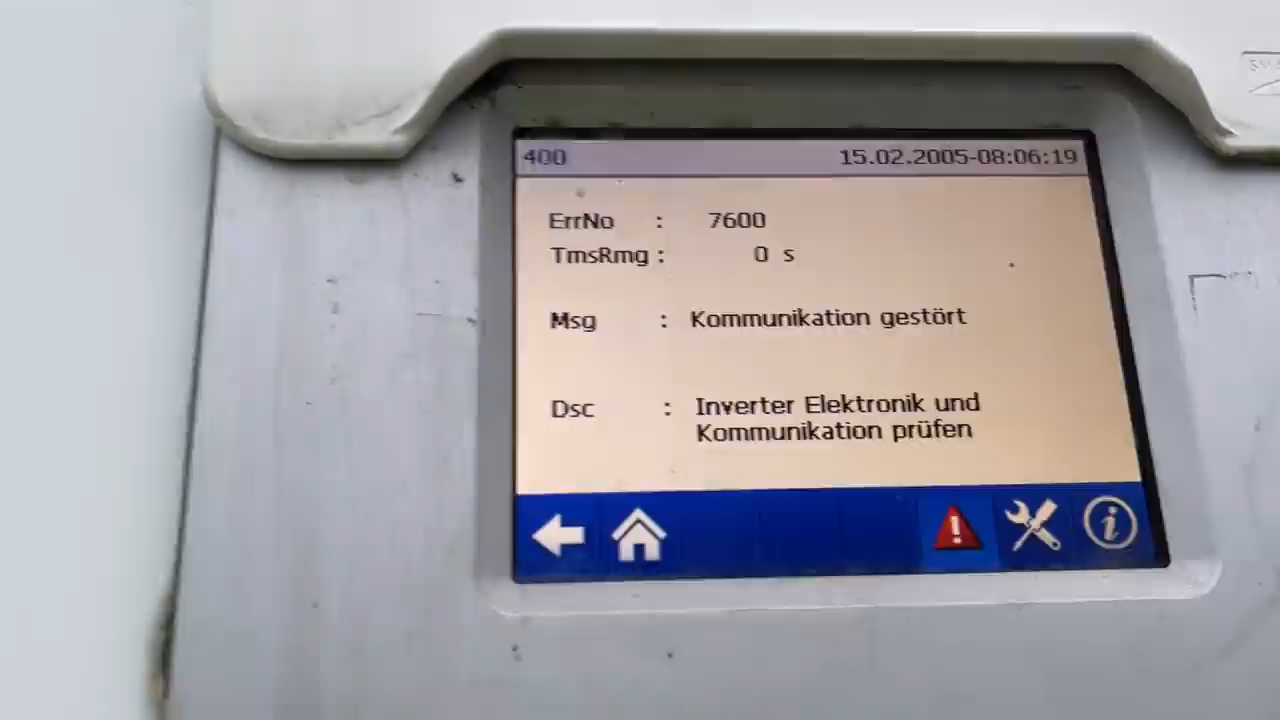 400 15.02.2005-08:06:19
ErrNo : 7600
TmsRmg : 0 s
Msg : Kommunikation gestört
Dsc : Inverter Elektronik und
Kommunikation prüfen